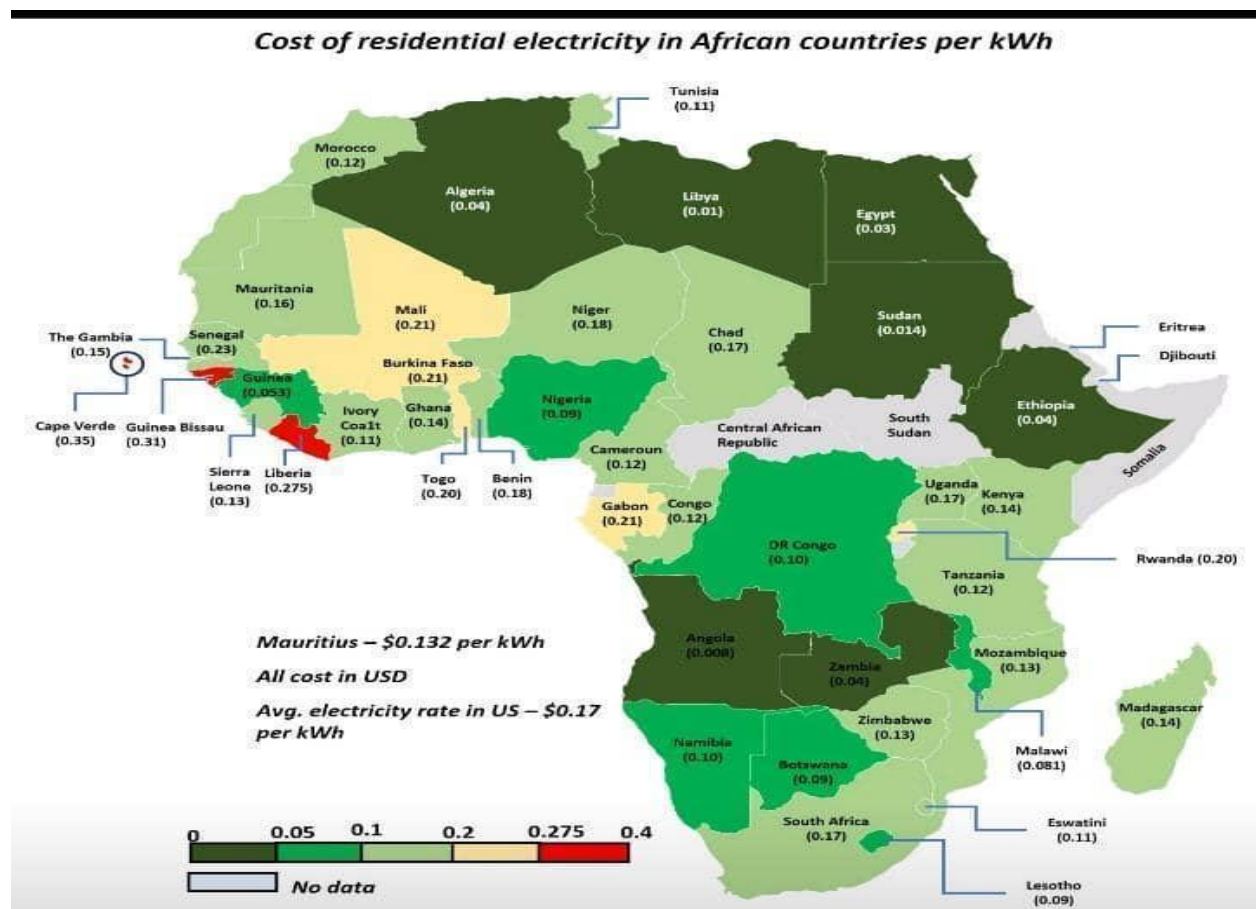 Cost of residential electricity in African countries per kWh
Tunisia
(0.11)
Morocco
(0.12)
Algeria
(0.04)
Libya
(0.01)
Egypt
(0.03)
Mauritania
(0.16)
Mali
(0.21)
Niger
(0.18)
Chad
(0.17)
Sudan
(0.014)
Eritrea
Djibouti
The Gambia
(0.15)
Senegal
(0.23)
Burkina Faso
(0.21)
Guinea
(0.053)
Nigeria
(0.09)
Ethiopia
(0.04)
South
Sudan
Central African
Republic
Somalia
Cape Verde
(0.35)
Guinea Bissau
(0.31)
Ivory
Coa1t
(0.11)
Ghana
(0.14)
Cameroun
(0.12)
Sierra
Leone
(0.13)
Liberia
(0.275)
Togo
(0.20)
Benin
(0.18)
Gabon
(0.21)
Congo
(0.12)
Uganda
(0.17)
Kenya
(0.14)
DR Congo
(0.10)
Rwanda (0.20)
Tanzania
(0.12)
Mauritius – $0.132 per kWh
All cost in USD
Avg. electricity rate in US – $0.17
per kWh
Angola
(0.008)
Zambia
(0.04)
Mozambique
(0.13)
Madagascar
(0.14)
Zimbabwe
(0.13)
Malawi
(0.081)
Namibia
(0.10)
Botswana
(0.09)
South Africa
(0.17)
Eswatini
(0.11)
Lesotho
(0.09)
0 0.05 0.1 0.2 0.275 0.4
No data